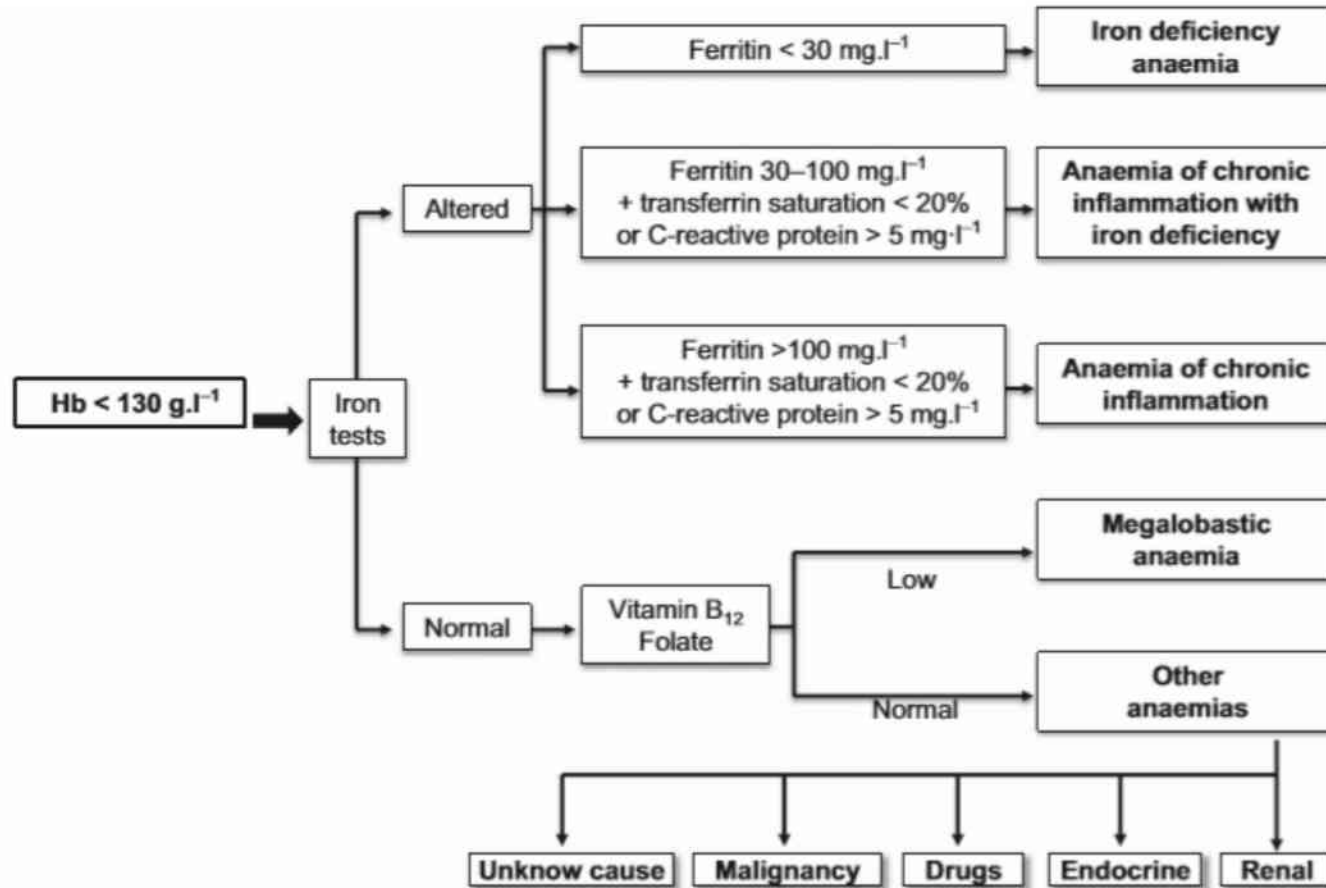 Ferritin < 30 mg.l⁻¹
Iron deficiency
anaemia
Altered
Ferritin 30–100 mg.l⁻¹
+ transferrin saturation < 20%
or C-reactive protein > 5 mg·l⁻¹
Anaemia of chronic
inflammation with
iron deficiency
Hb < 130 g.l⁻¹
Iron
tests
Ferritin >100 mg.l⁻¹
+ transferrin saturation < 20%
or C-reactive protein > 5 mg.l⁻¹
Anaemia of chronic
inflammation
Normal
Vitamin B₁₂
Folate
Low
Megalobastic
anaemia
Normal
Other
anaemias
Unknow cause
Malignancy
Drugs
Endocrine
Renal